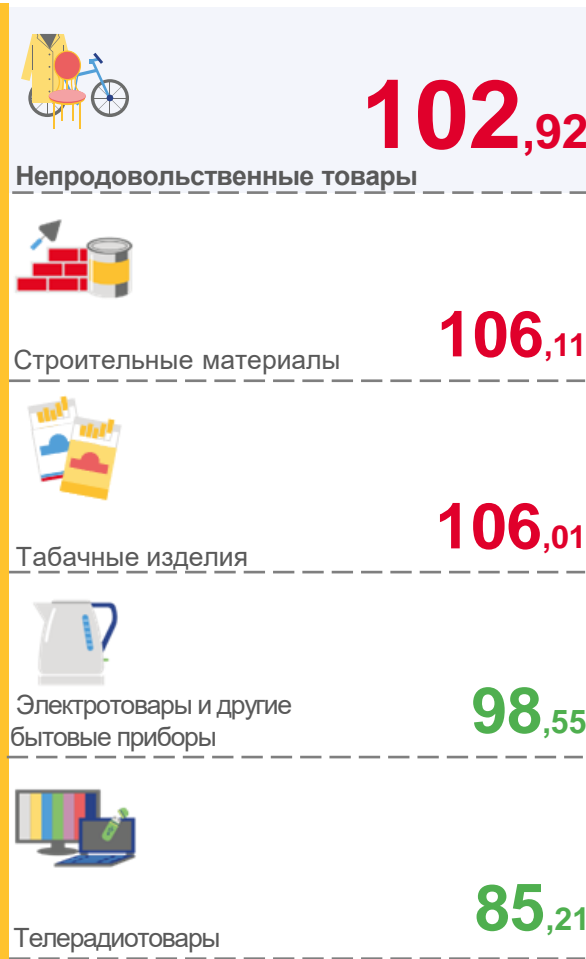 102,92
Непродовольственные товары
106,11
Строительные материалы
106,01
Табачные изделия
Электротовары и другие
98,55
бытовые приборы
85,21
Телерадиотовары